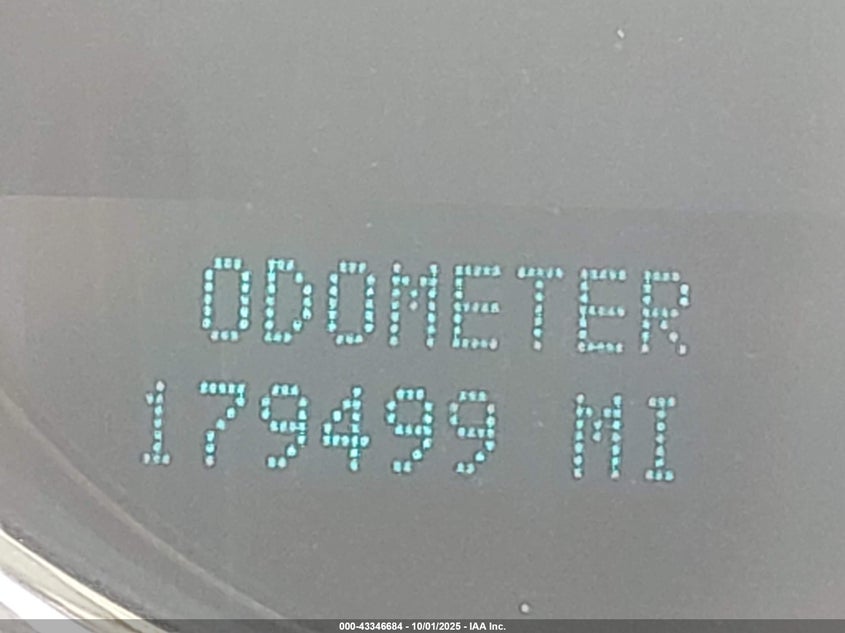 ODOMETER
179499 MI
000-43346684 - 10/01/2025 - IAA Inc.